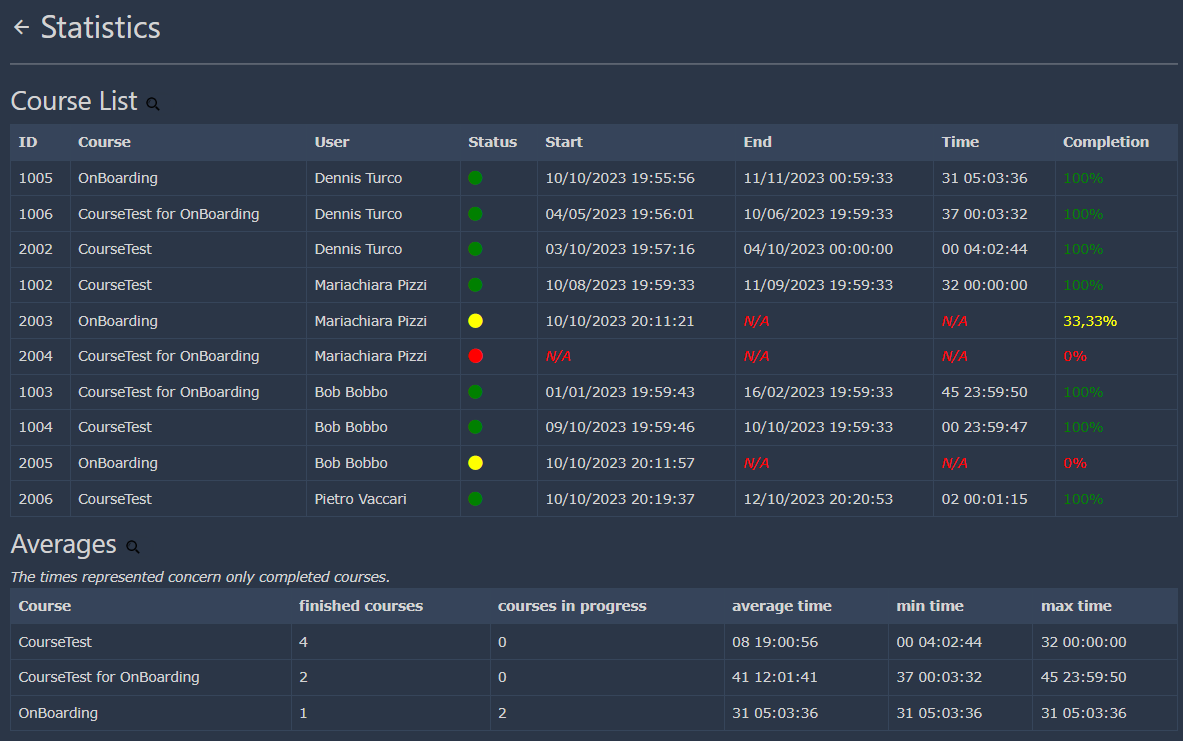 ← Statistics
Course List
ID Course User Status Start End Time Completion
1005 OnBoarding Dennis Turco 10/10/2023 19:55:56 11/11/2023 00:59:33 31 05:03:36 100%
1006 CourseTest for OnBoarding Dennis Turco 04/05/2023 19:56:01 10/06/2023 19:59:33 37 00:03:32 100%
2002 CourseTest Dennis Turco 03/10/2023 19:57:16 04/10/2023 00:00:00 00 04:02:44 100%
1002 CourseTest Mariachiara Pizzi 10/08/2023 19:59:33 11/09/2023 19:59:33 32 00:00:00 100%
2003 OnBoarding Mariachiara Pizzi 10/10/2023 20:11:21 N/A N/A 33,33%
2004 CourseTest for OnBoarding Mariachiara Pizzi N/A N/A N/A 0%
1003 CourseTest for OnBoarding Bob Bobbo 01/01/2023 19:59:43 16/02/2023 19:59:33 45 23:59:50 100%
1004 CourseTest Bob Bobbo 09/10/2023 19:59:46 10/10/2023 19:59:33 00 23:59:47 100%
2005 OnBoarding Bob Bobbo 10/10/2023 20:11:57 N/A N/A 0%
2006 CourseTest Pietro Vaccari 10/10/2023 20:19:37 12/10/2023 20:20:53 02 00:01:15 100%
Averages
The times represented concern only completed courses.
Course finished courses courses in progress average time min time max time
CourseTest 4 0 08 19:00:56 00 04:02:44 32 00:00:00
CourseTest for OnBoarding 2 0 41 12:01:41 37 00:03:32 45 23:59:50
OnBoarding 1 2 31 05:03:36 31 05:03:36 31 05:03:36